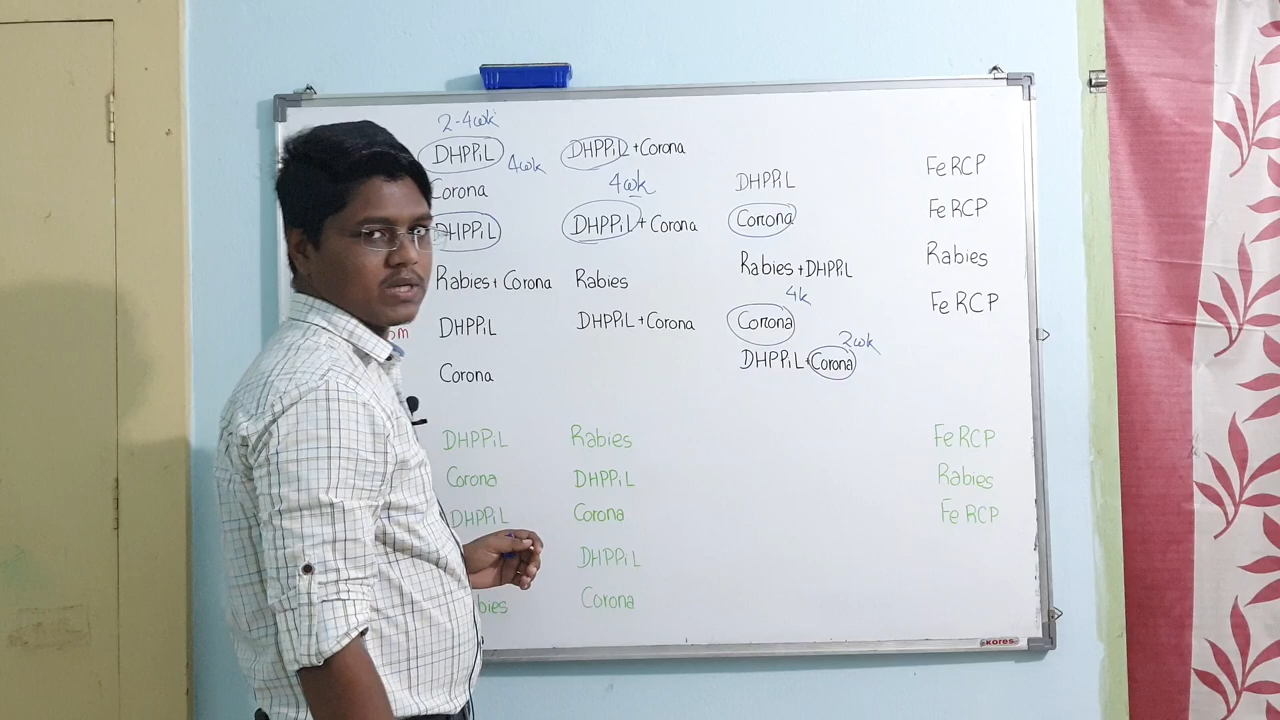 2-4wk
DHPPiL
4wk
Corona
DHPPiL
Rabies + Corona
DHPPiL
Corona
DHPPiL + Corona
4wk
DHPPiL + Corona
Rabies
DHPPiL + Corona
DHPPiL
Corona
Rabies + DHPPiL
4k
Corona
2wk
DHPPiL + Corona
Fe RCP
Fe RCP
Rabies
Fe RCP
DHPPiL
Corona
DHPPiL
Rabies
DHPPiL
Corona
DHPPiL
Corona
Fe RCP
Rabies
Fe RCP
KORES